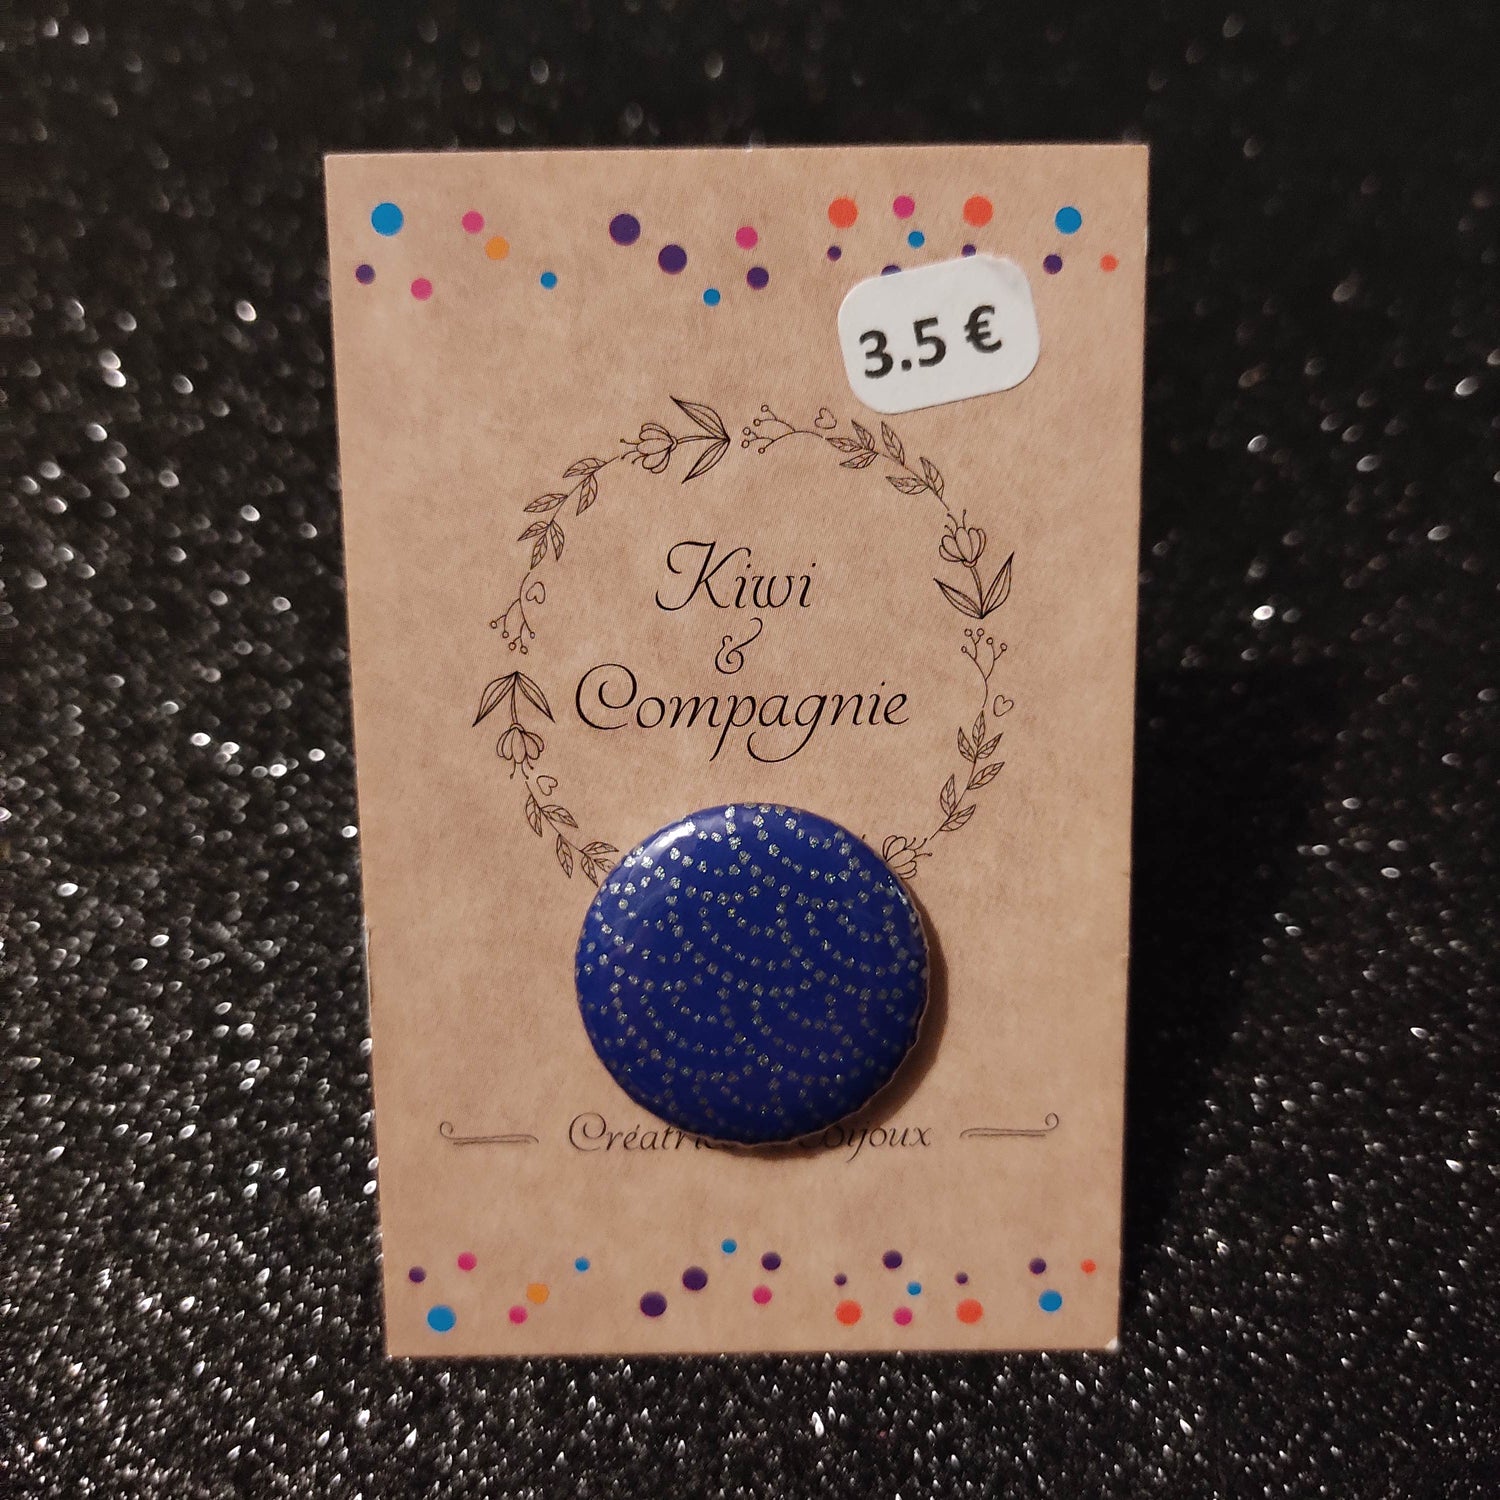 3.5 €
Kiwi
&
Compagnie